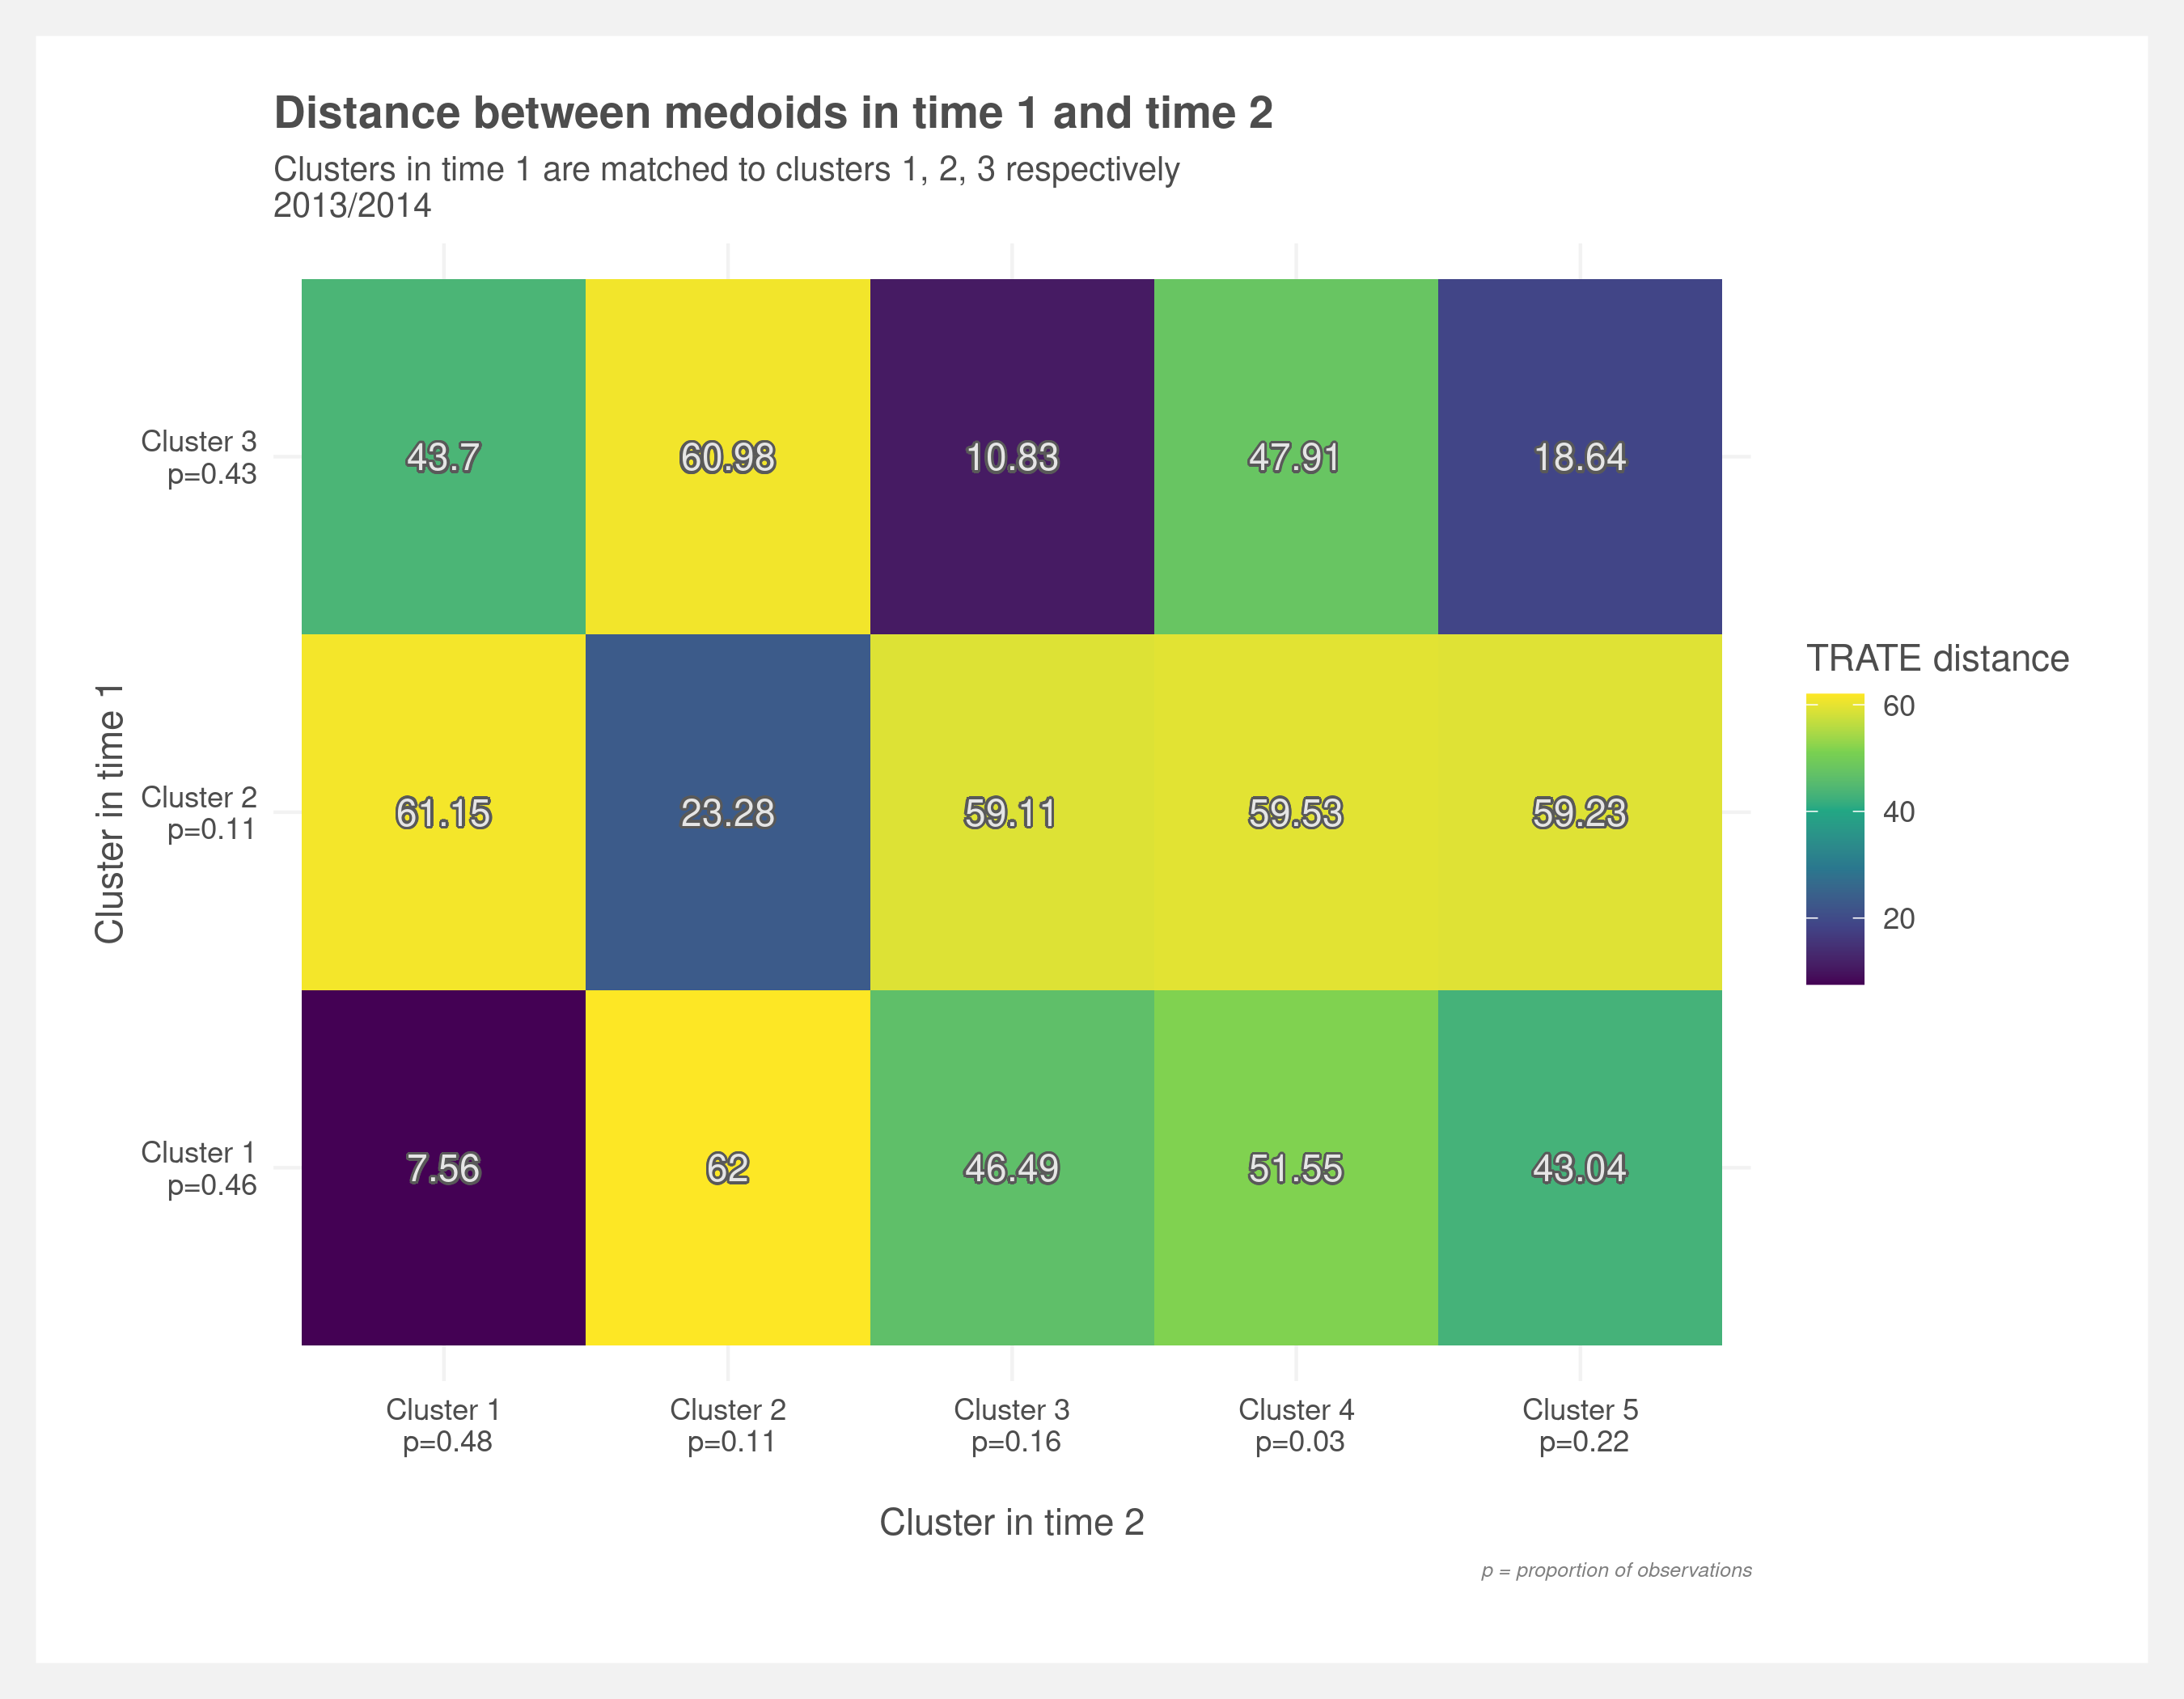 Distance between medoids in time 1 and time 2
Clusters in time 1 are matched to clusters 1, 2, 3 respectively
2013/2014
Cluster in time 1
Cluster 3
p=0.43
43.7
60.98
10.83
47.91
18.64
Cluster 2
p=0.11
61.15
23.28
59.11
59.53
59.23
Cluster 1
p=0.46
7.56
62
46.49
51.55
43.04
Cluster 1
p=0.48
Cluster 2
p=0.11
Cluster 3
p=0.16
Cluster 4
p=0.03
Cluster 5
p=0.22
Cluster in time 2
TRATE distance
60
40
20
p = proportion of observations